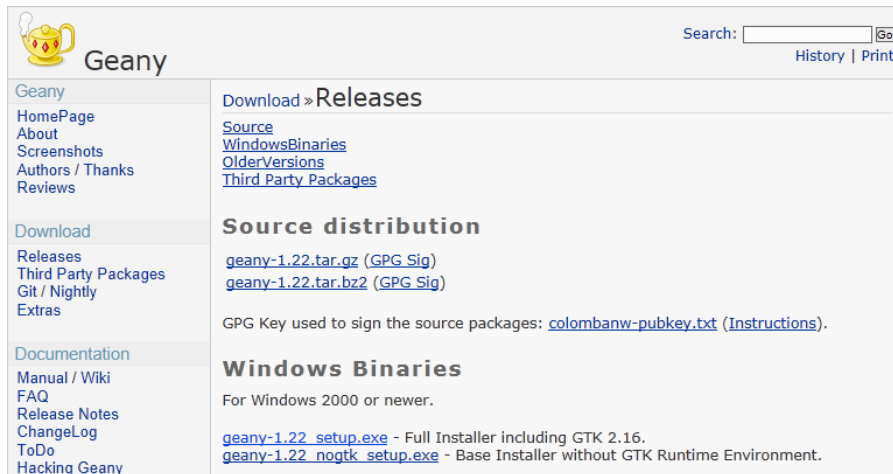 Geany
Search: Go
History | Print
Geany
HomePage
About
Screenshots
Authors / Thanks
Reviews
Download
Releases
Third Party Packages
Git / Nightly
Extras
Documentation
Manual / Wiki
FAQ
Release Notes
ChangeLog
ToDo
Hacking Geany
Download » Releases
Source
WindowsBinaries
OlderVersions
Third Party Packages
Source distribution
geany-1.22.tar.gz (GPG Sig)
geany-1.22.tar.bz2 (GPG Sig)
GPG Key used to sign the source packages: colombanw-pubkey.txt (Instructions).
Windows Binaries
For Windows 2000 or newer.
geany-1.22_setup.exe - Full Installer including GTK 2.16.
geany-1.22_nogtk_setup.exe - Base Installer without GTK Runtime Environment.